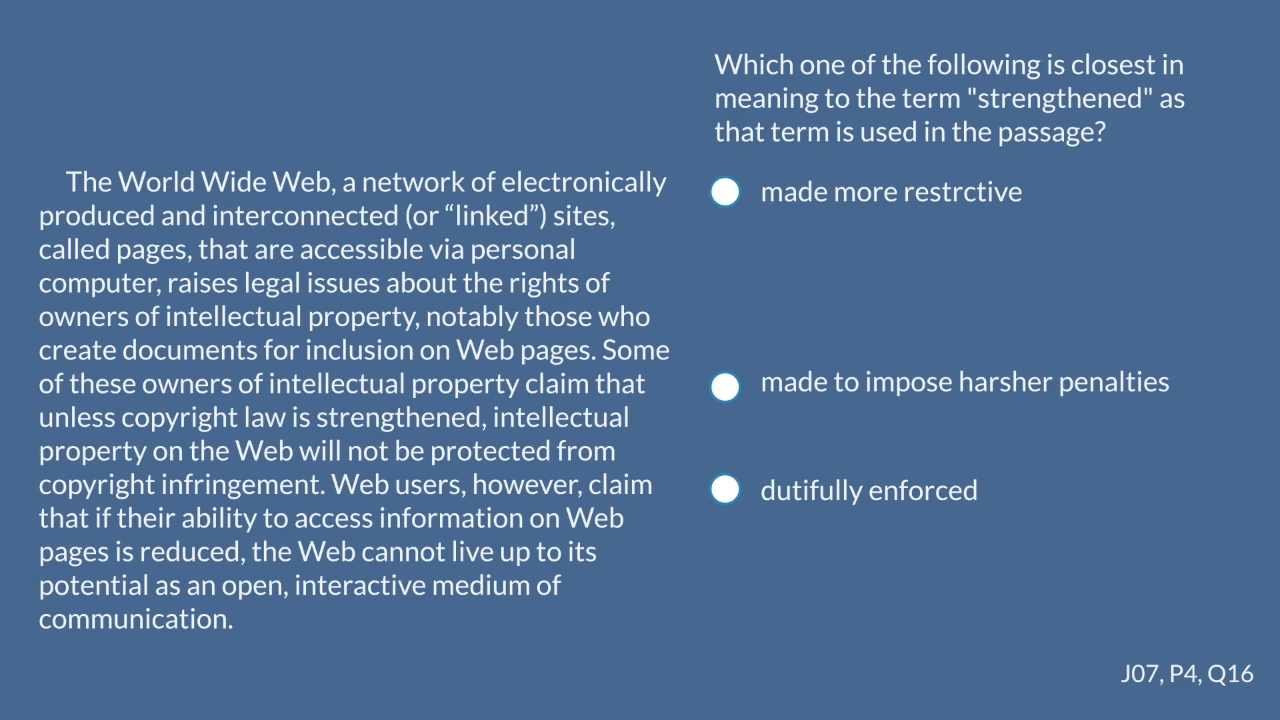 The World Wide Web, a network of electronically
produced and interconnected (or “linked”) sites,
called pages, that are accessible via personal
computer, raises legal issues about the rights of
owners of intellectual property, notably those who
create documents for inclusion on Web pages. Some
of these owners of intellectual property claim that
unless copyright law is strengthened, intellectual
property on the Web will not be protected from
copyright infringement. Web users, however, claim
that if their ability to access information on Web
pages is reduced, the Web cannot live up to its
potential as an open, interactive medium of
communication.
Which one of the following is closest in
meaning to the term "strengthened" as
that term is used in the passage?
made more restrctive
made to impose harsher penalties
dutifully enforced
J07, P4, Q16